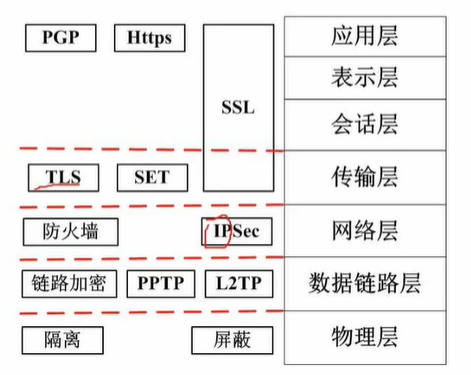 PGP Https 应用层
表示层
SSL
会话层
TLS SET 传输层
防火墙 IPSec 网络层
链路加密 PPTP L2TP 数据链路层
隔离 屏蔽 物理层